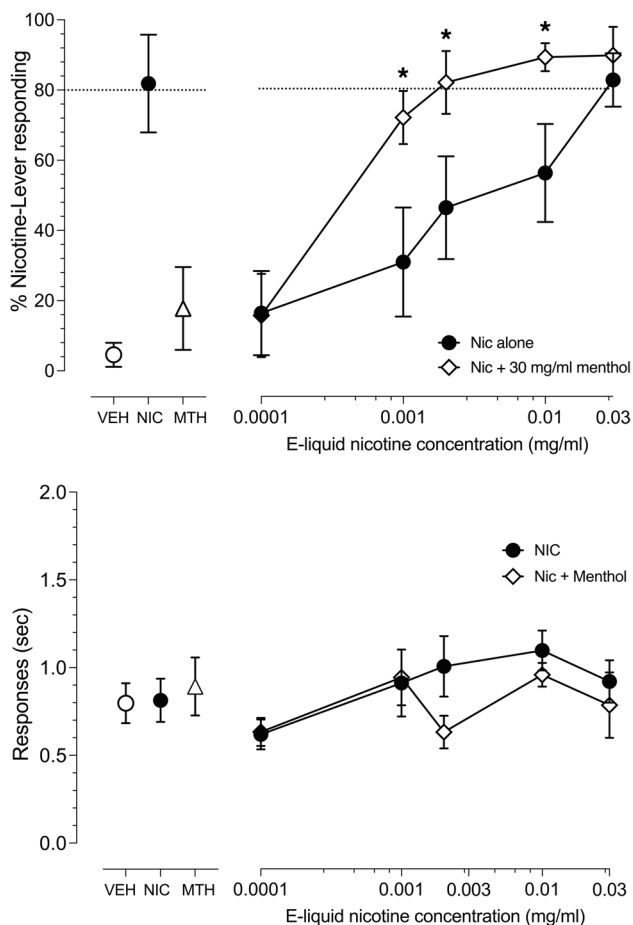 % Nicotine-Lever responding
100
80
60
40
20
0
*
*
*
Nic alone
Nic + 30 mg/ml menthol
VEH NIC MTH
0.0001 0.001 0.01 0.03
E-liquid nicotine concentration (mg/ml)
Responses (sec)
2.0
1.5
1.0
0.5
0.0
NIC
Nic + Menthol
VEH NIC MTH
0.0001 0.001 0.003 0.01 0.03
E-liquid nicotine concentration (mg/ml)